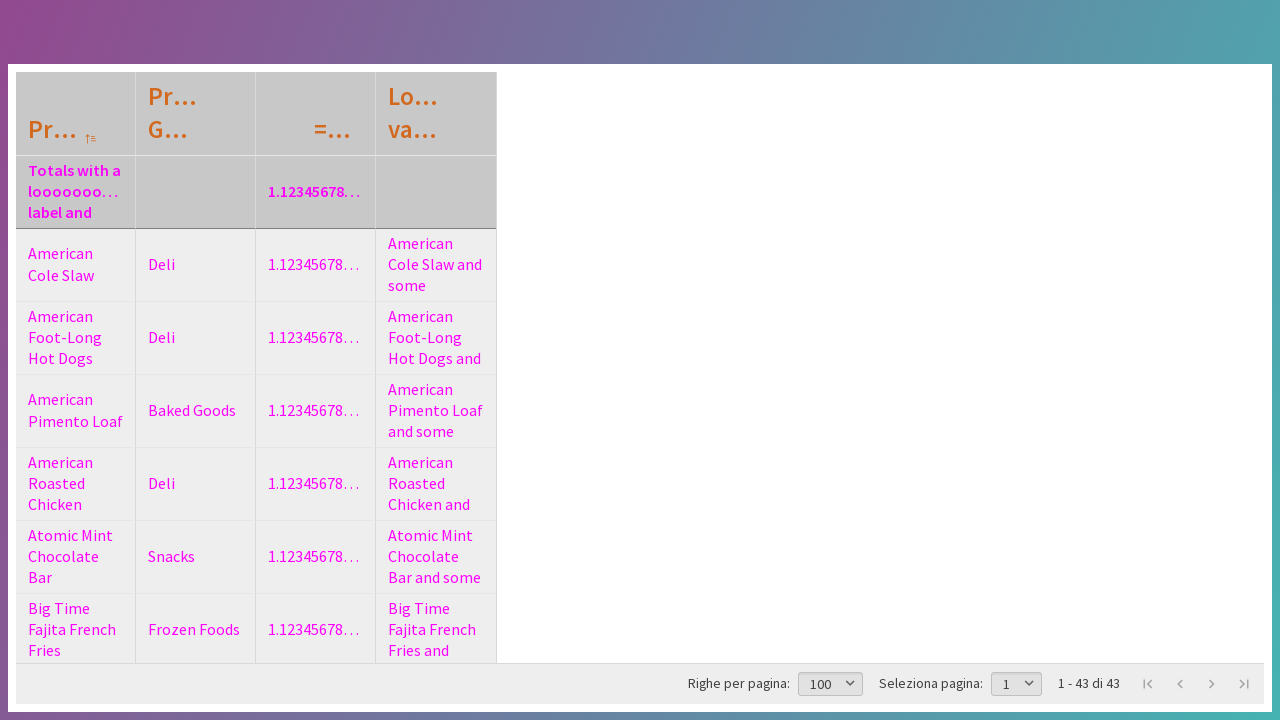 Pr…
Pr…
G…
=…
Lo…
va…
Totals with a
looooooo…
label and
1.12345678…
American
Cole Slaw
Deli
1.12345678…
American
Cole Slaw and
some
American
Foot-Long
Hot Dogs
Deli
1.12345678…
American
Foot-Long
Hot Dogs and
American
Pimento Loaf
Baked Goods
1.12345678…
American
Pimento Loaf
and some
American
Roasted
Chicken
Deli
1.12345678…
American
Roasted
Chicken and
Atomic Mint
Chocolate
Bar
Snacks
1.12345678…
Atomic Mint
Chocolate
Bar and some
Big Time
Fajita French
Fries
Frozen Foods
1.12345678…
Big Time
Fajita French
Fries and
Righe per pagina: 100 Seleziona pagina: 1 1 - 43 di 43